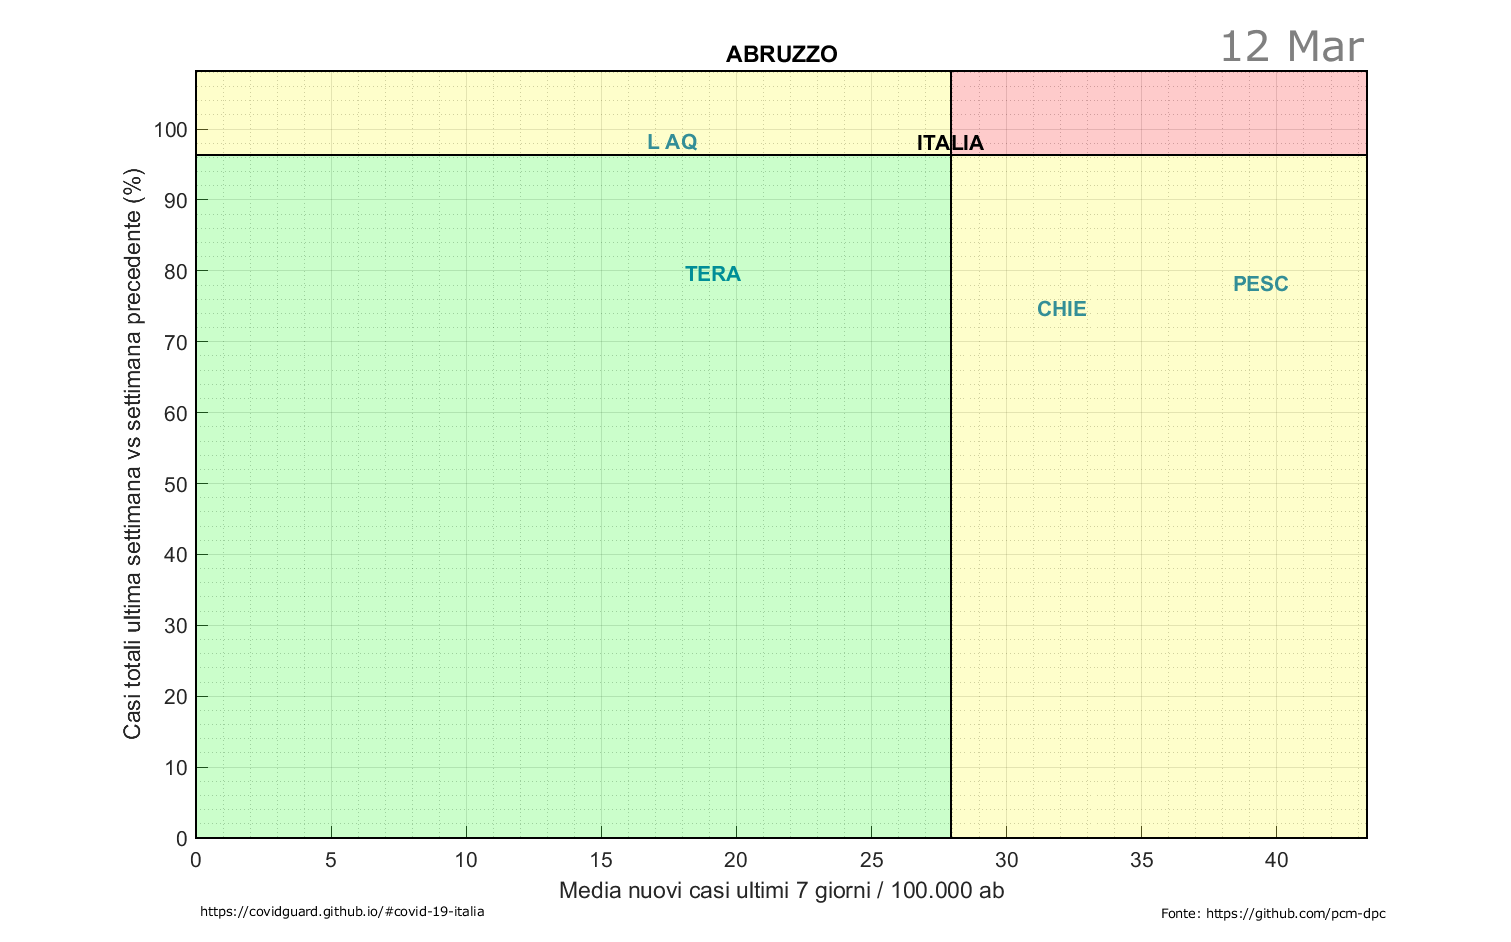 12 Mar
ABRUZZO
Casi totali ultima settimana vs settimana precedente (%)
100
90
80
70
60
50
40
30
20
10
0
L AQ
ITALIA
TERA
PESC
CHIE
0 5 10 15 20 25 30 35 40
Media nuovi casi ultimi 7 giorni / 100.000 ab
https://covidguard.github.io/#covid-19-italia
Fonte: https://github.com/pcm-dpc